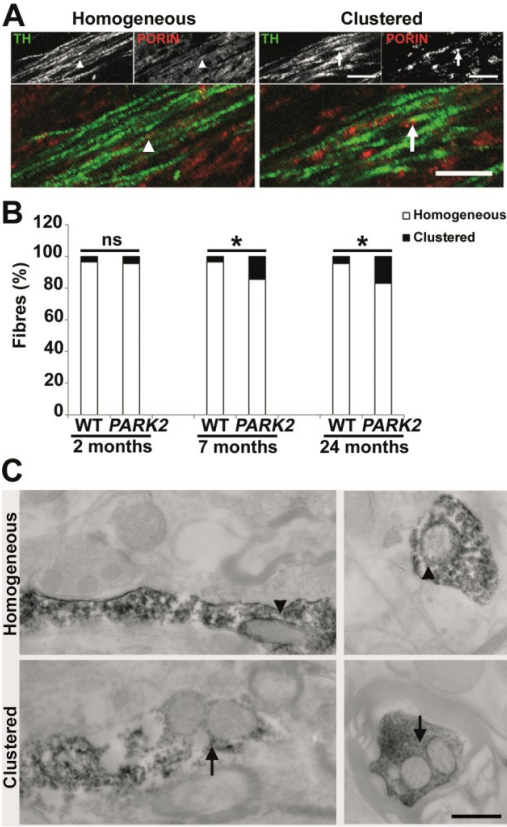 A
Homogeneous
Clustered
TH
PORIN
TH
PORIN
B
Homogeneous
Clustered
Fibres (%)
120
100
80
60
40
20
0
ns
*
*
WT PARK2
WT PARK2
WT PARK2
2 months
7 months
24 months
C
Homogeneous
Clustered